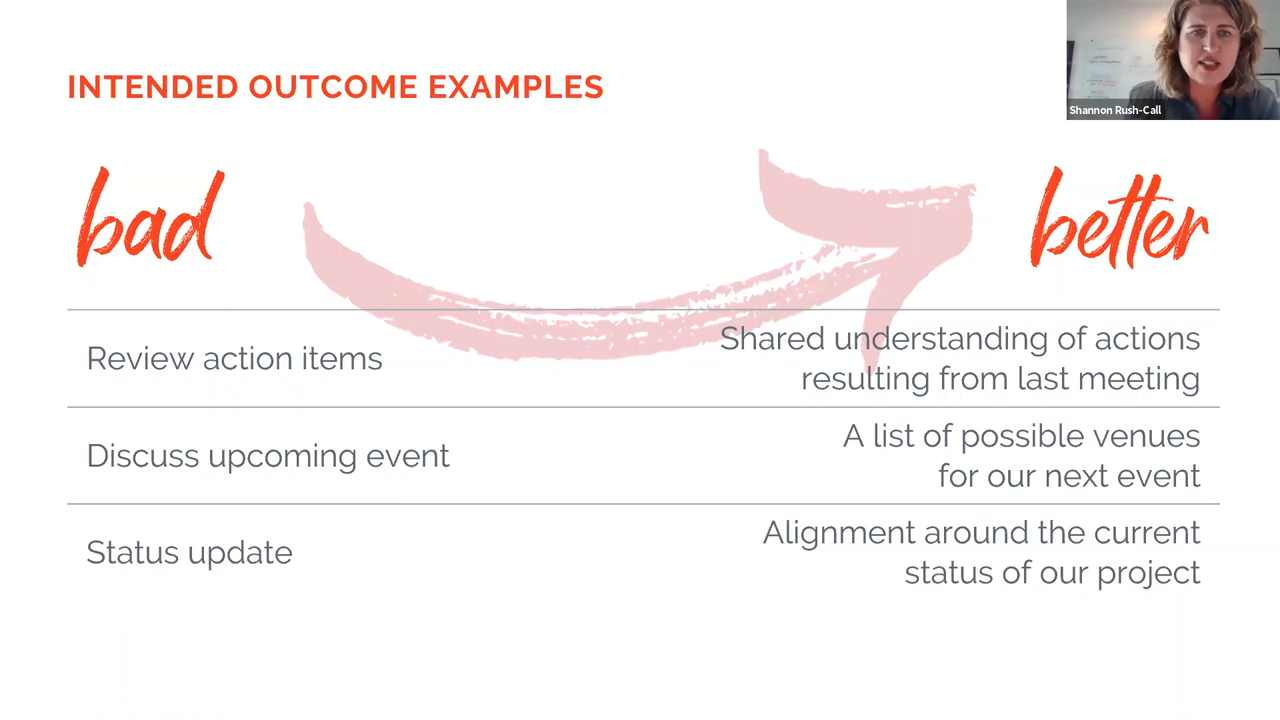 INTENDED OUTCOME EXAMPLES
Shannon Rush-Call
bad
better
Review action items
Shared understanding of actions
resulting from last meeting
Discuss upcoming event
A list of possible venues
for our next event
Status update
Alignment around the current
status of our project